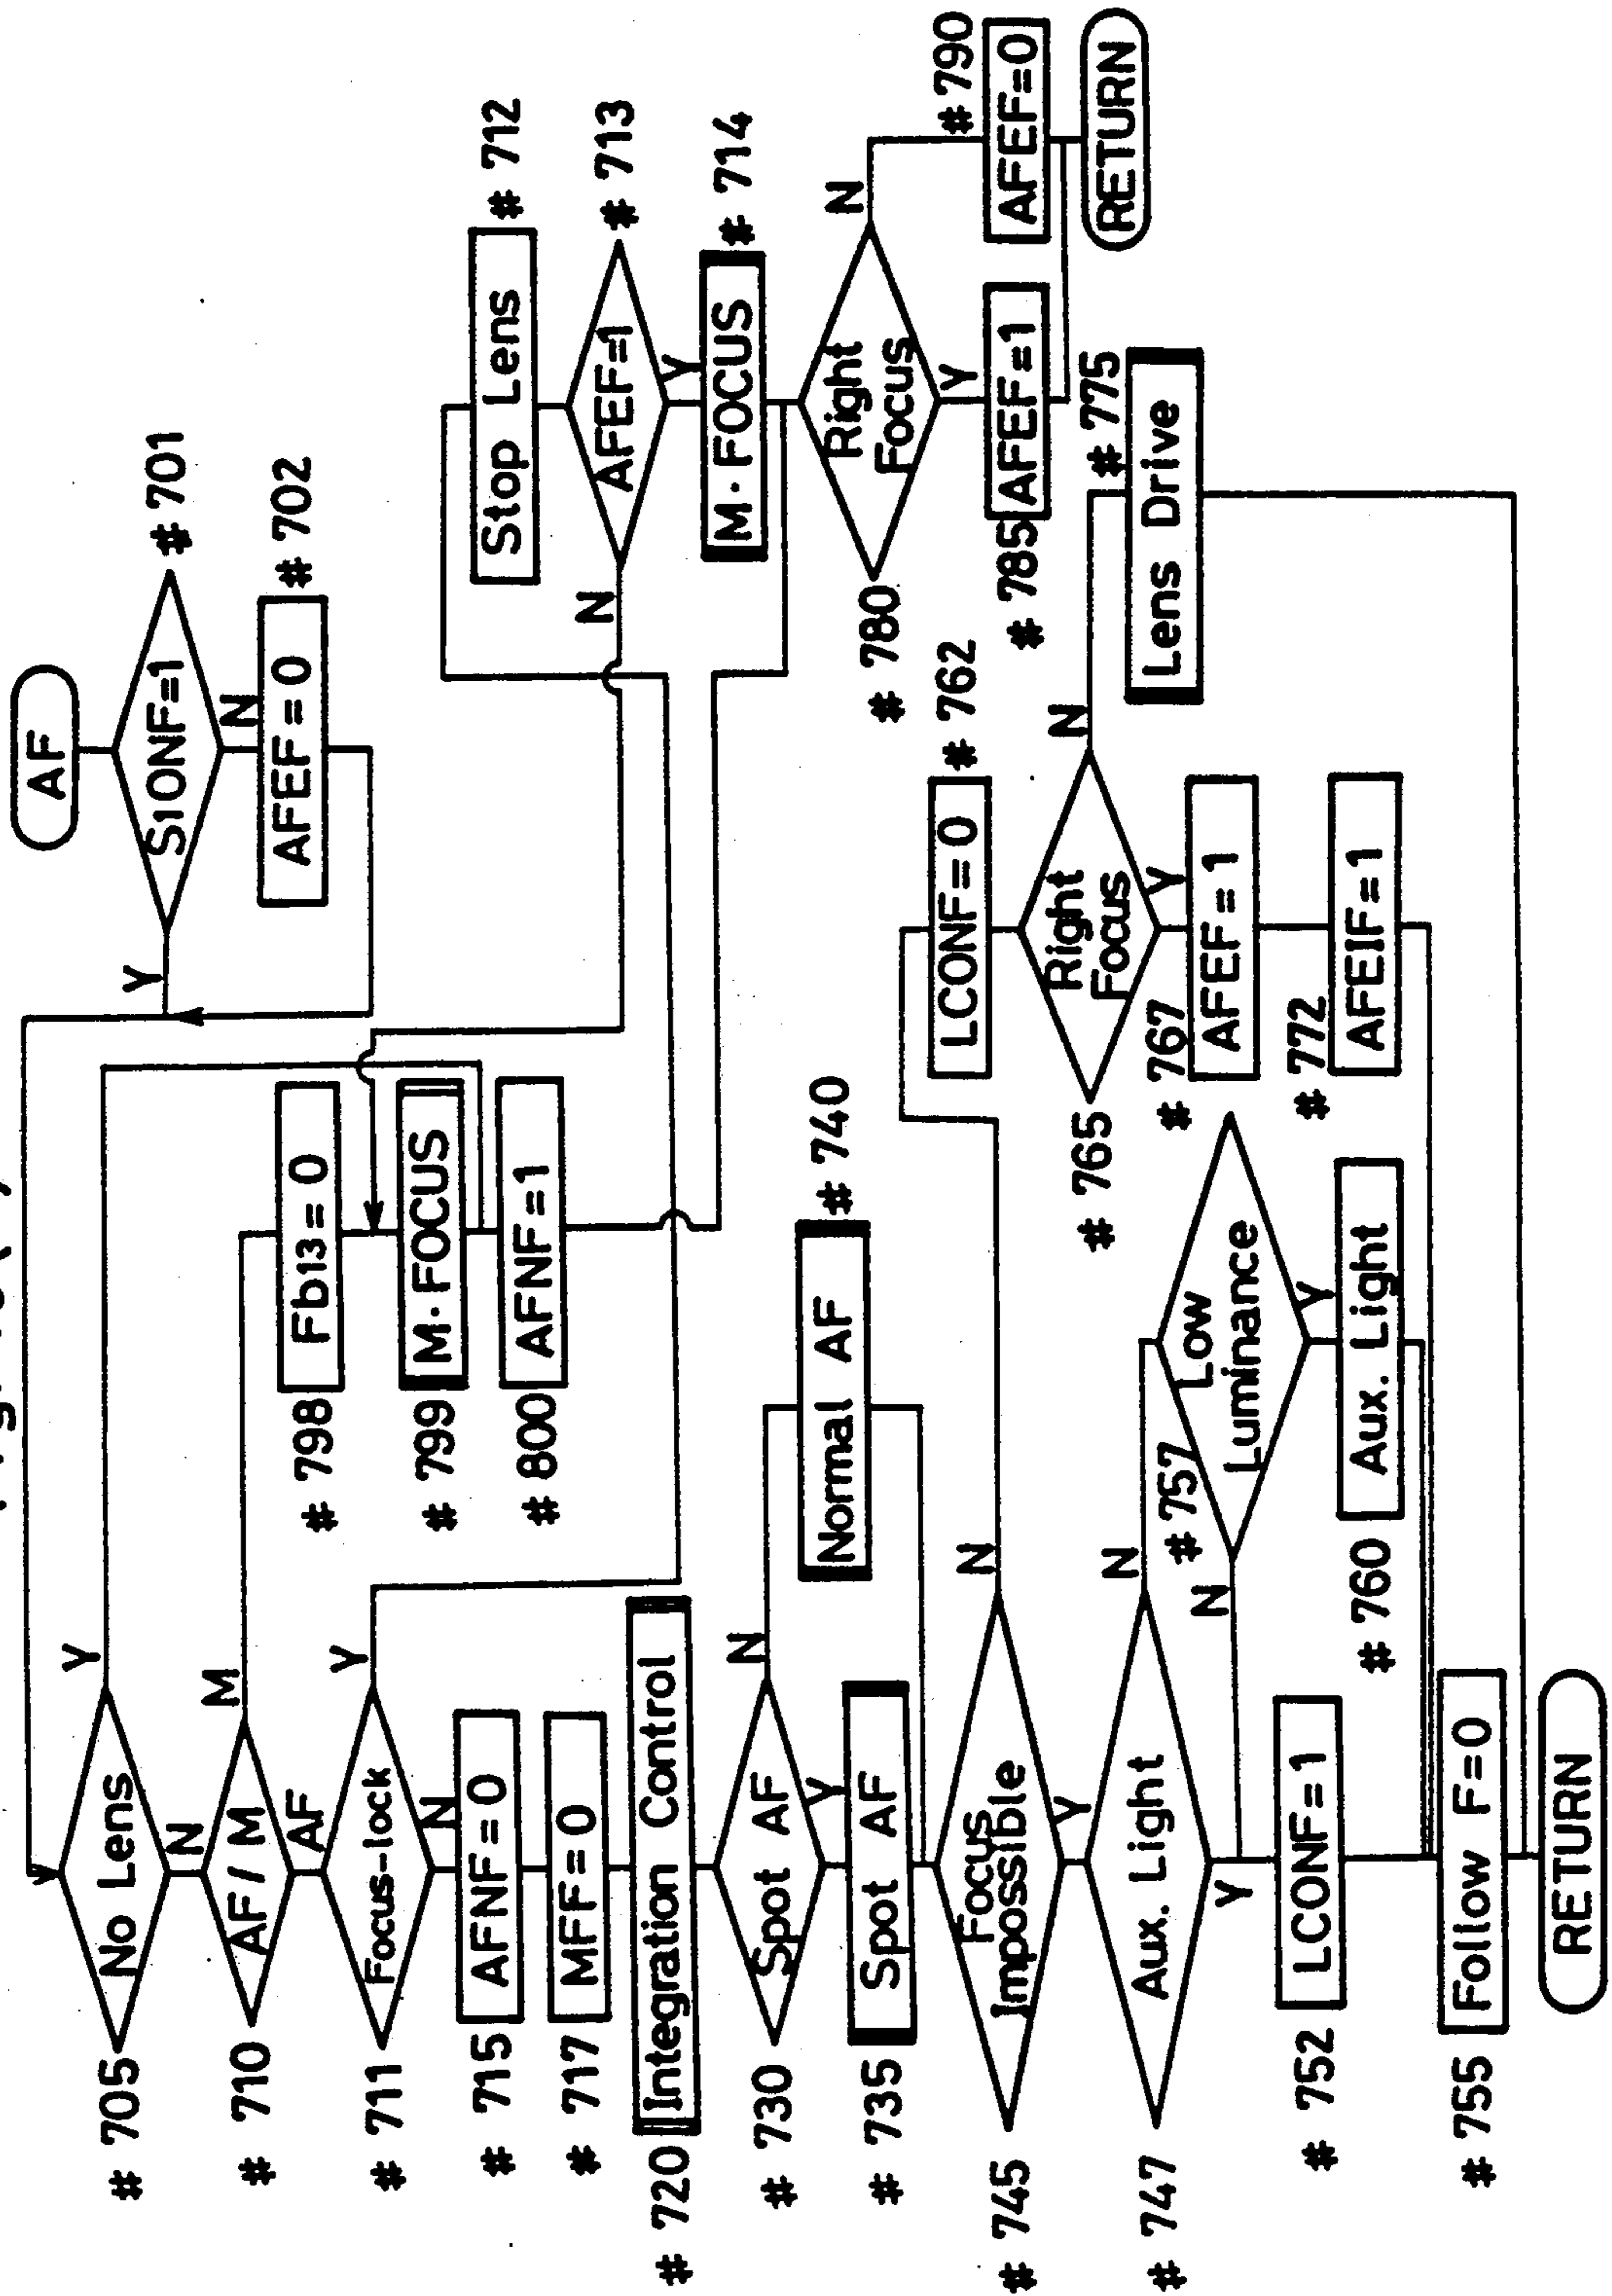 AF
S1ONF=1
# 701
Y
N
AFEF=0
# 702
# 705
No Lens
Y
N
# 710
AF/M
M
AF
# 711
Focus-lock
Y
N
# 715
AFNF=0
# 717
MFF=0
# 720
Integration Control
# 730
Spot AF
N
Y
# 735
Spot AF
Normal AF
# 740
# 745
Focus
Impossible
N
Y
# 747
Aux. Light
N
Y
# 752
LCONF=1
# 755
Follow F=0
RETURN
# 798
Fb13=0
# 799
M·FOCUS
# 800
AFNF=1
Stop Lens
# 712
AFEF=1
# 713
N
Y
M·FOCUS
# 714
# 780
Right
Focus
N
Y
# 785
AFEF=1
# 790
AFEF=0
RETURN
LCONF=0
# 762
# 765
Right
Focus
N
Y
# 767
AFEF=1
# 772
AFEIF=1
# 775
Lens Drive
# 757
Low
Luminance
N
Y
# 760
Aux. Light